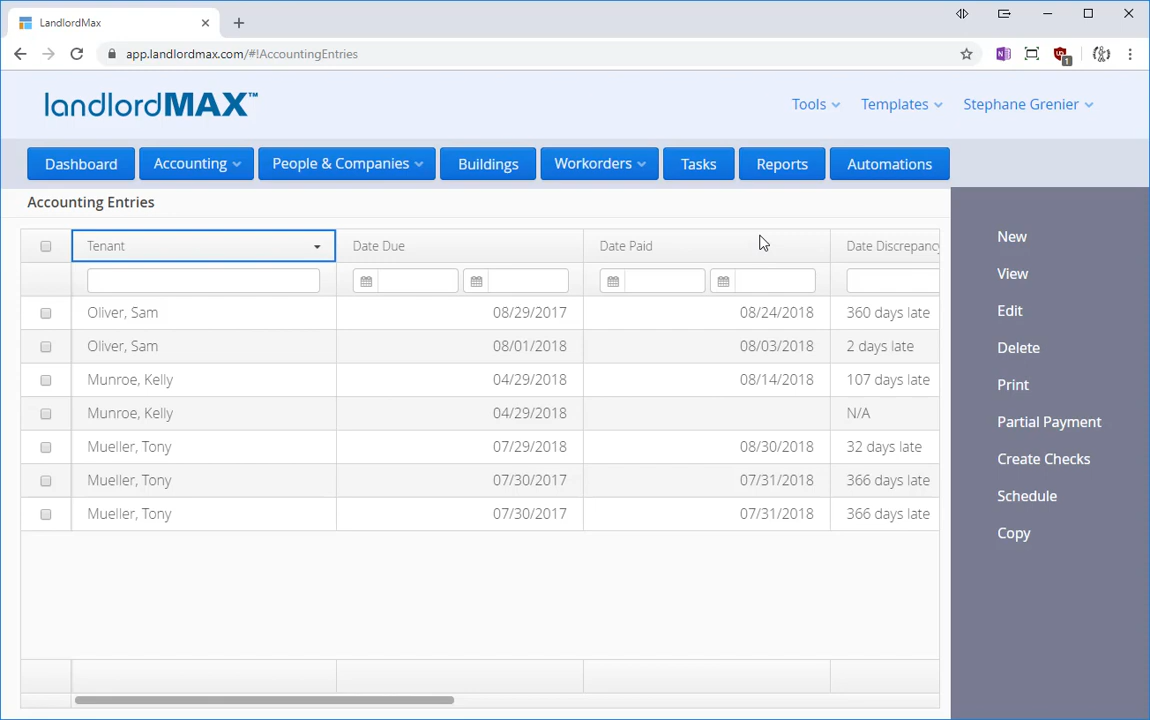 LandlordMax
app.landlordmax.com/#!AccountingEntries
1
landlordMAX™
Tools
Templates
Stephane Grenier
Dashboard
Accounting
People & Companies
Buildings
Workorders
Tasks
Reports
Automations
Accounting Entries
Tenant Date Due Date Paid Date Discrepancy
Oliver, Sam 08/29/2017 08/24/2018 360 days late
Oliver, Sam 08/01/2018 08/03/2018 2 days late
Munroe, Kelly 04/29/2018 08/14/2018 107 days late
Munroe, Kelly 04/29/2018 N/A
Mueller, Tony 07/29/2018 08/30/2018 32 days late
Mueller, Tony 07/30/2017 07/31/2018 366 days late
Mueller, Tony 07/30/2017 07/31/2018 366 days late
New
View
Edit
Delete
Print
Partial Payment
Create Checks
Schedule
Copy